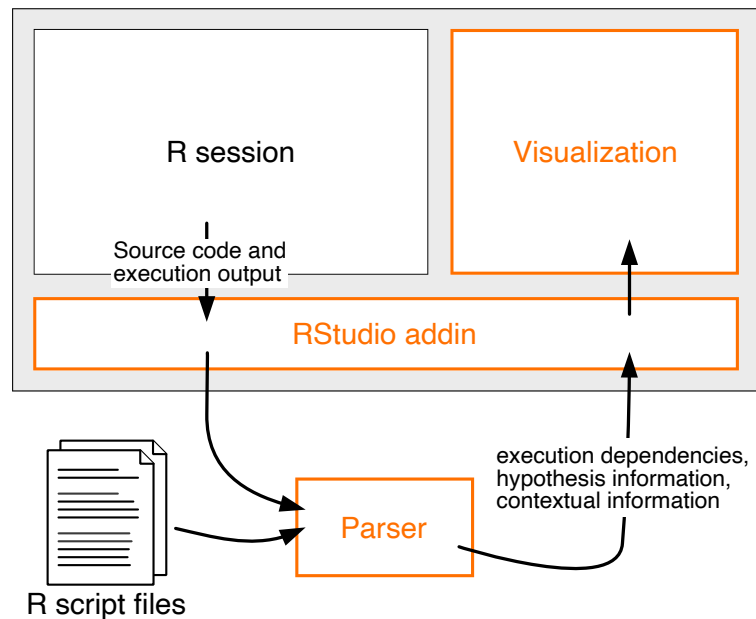 R session
Visualization
Source code and
execution output
RStudio addin
execution dependencies,
hypothesis information,
contextual information
Parser
R script files